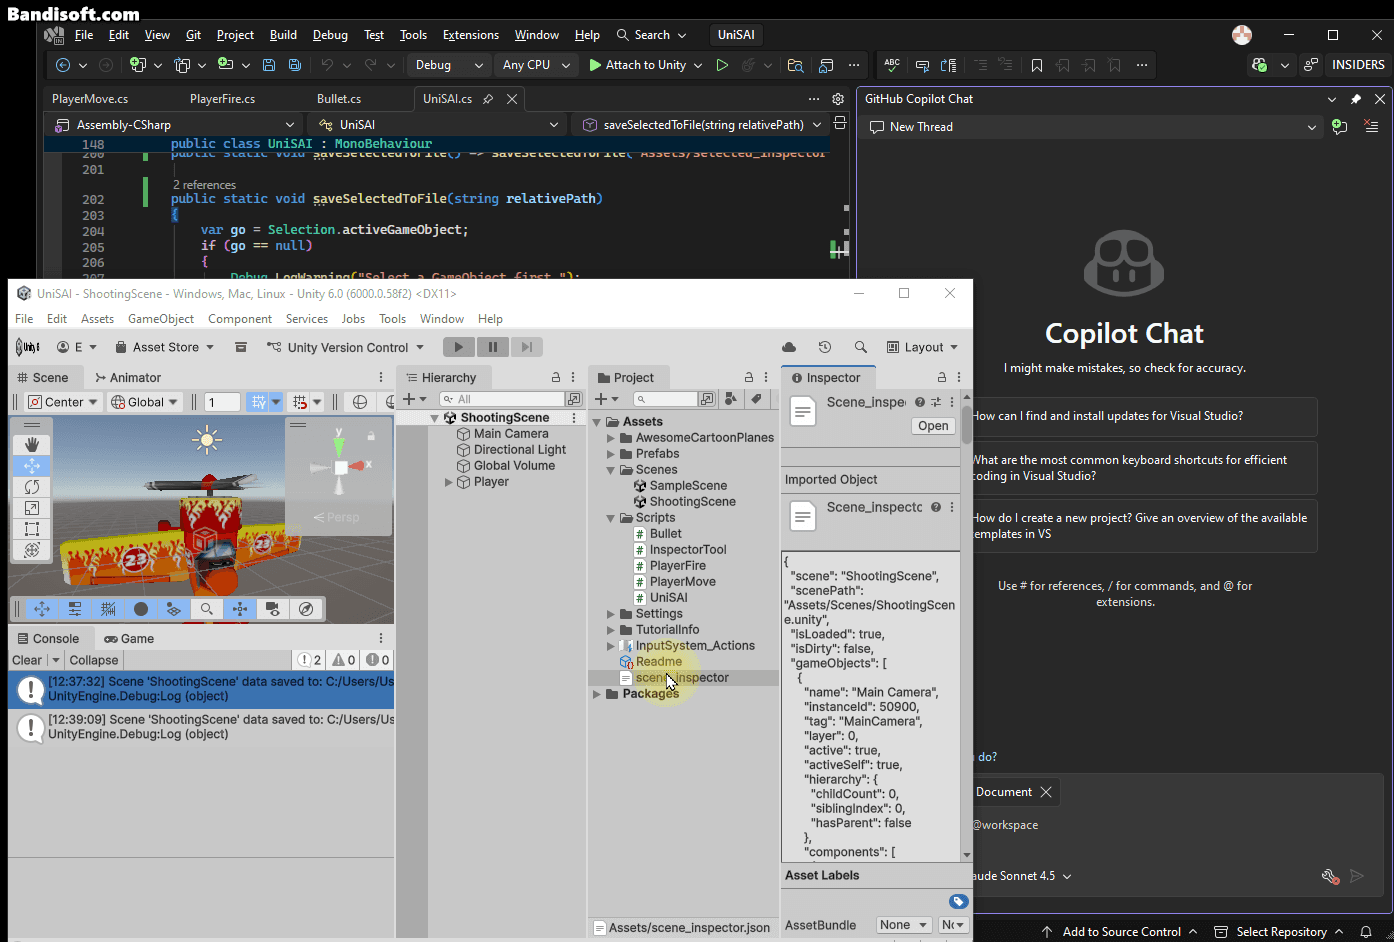 Bandisoft.com
File Edit View Git Project Build Debug Test Tools Extensions Window Help Search UniSAI
Debug Any CPU Attach to Unity INSIDERS
PlayerMove.cs PlayerFire.cs Bullet.cs UniSAI.cs
Assembly-CSharp UniSAI saveSelectedToFile(string relativePath)
148 public class UniSAI : MonoBehaviour
200 public static void saveSelectedToFile() => saveSelectedToFile("Assets/selected_inspector
201
2 references
202 public static void saveSelectedToFile(string relativePath)
203 {
204 var go = Selection.activeGameObject;
205 if (go == null)
206 {
207 Debug.LogWarning("Select a GameObject first.");
GitHub Copilot Chat
New Thread
Copilot Chat
I might make mistakes, so check for accuracy.
How can I find and install updates for Visual Studio?
What are the most common keyboard shortcuts for efficient
coding in Visual Studio?
How do I create a new project? Give an overview of the available
templates in VS
Use # for references, / for commands, and @ for
extensions.
do?
Document
@workspace
aude Sonnet 4.5
Add to Source Control Select Repository
UniSAI - ShootingScene - Windows, Mac, Linux - Unity 6.0 (6000.0.58f2) <DX11>
File Edit Assets GameObject Component Services Jobs Tools Window Help
E Asset Store Unity Version Control Layout
Scene Animator
Center Global 1
y
x
Persp
23
23
Console Game
Clear Collapse 2 0 0
[12:37:32] Scene 'ShootingScene' data saved to: C:/Users/Us
UnityEngine.Debug:Log (object)
[12:39:09] Scene 'ShootingScene' data saved to: C:/Users/Us
UnityEngine.Debug:Log (object)
Hierarchy
All
ShootingScene
Main Camera
Directional Light
Global Volume
Player
Project
Assets
AwesomeCartoonPlanes
Prefabs
Scenes
SampleScene
ShootingScene
Scripts
Bullet
InspectorTool
PlayerFire
PlayerMove
UniSAI
Settings
TutorialInfo
InputSystem_Actions
Readme
scene_inspector
Packages
Assets/scene_inspector.json
Inspector
Scene_inspe
Open
Imported Object
Scene_inspecto
{
"scene": "ShootingScene",
"scenePath":
"Assets/Scenes/ShootingScen
e.unity",
"isLoaded": true,
"isDirty": false,
"gameObjects": [
{
"name": "Main Camera",
"instanceId": 50900,
"tag": "MainCamera",
"layer": 0,
"active": true,
"activeSelf": true,
"hierarchy": {
"childCount": 0,
"siblingIndex": 0,
"hasParent": false
},
"components": [
Asset Labels
AssetBundle None N